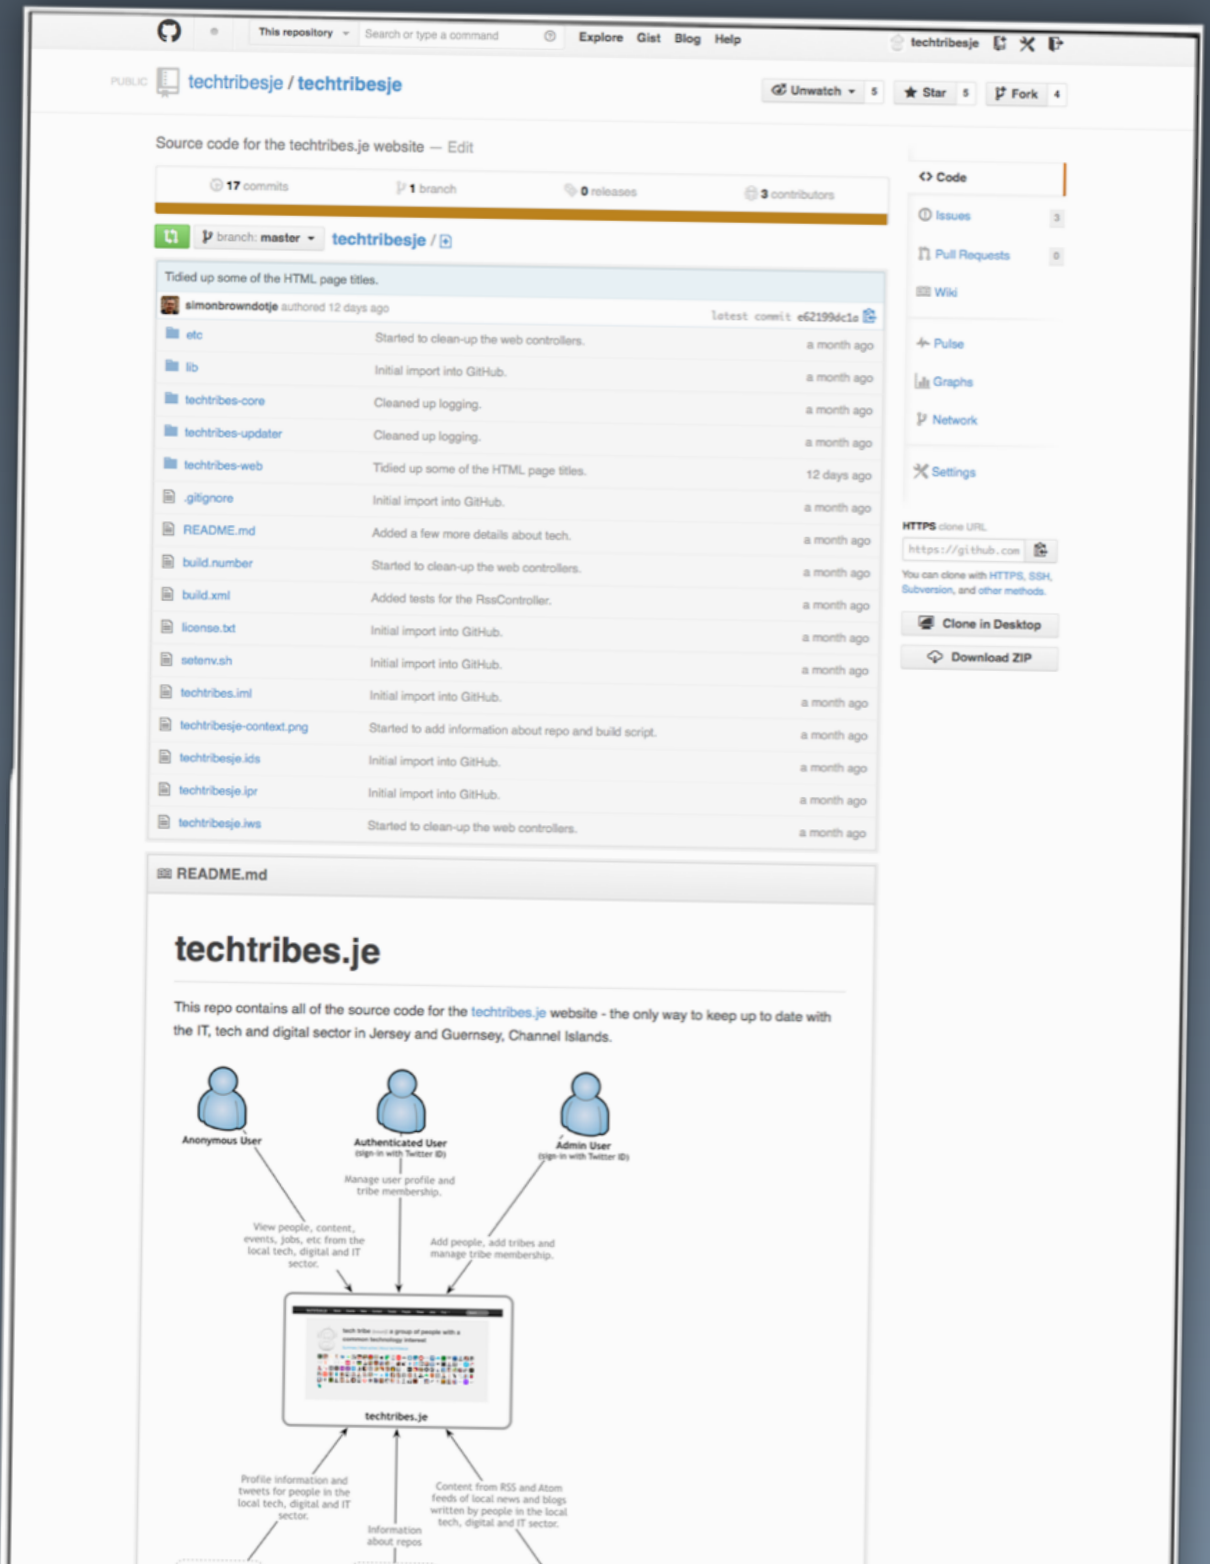 This repository Search or type a command Explore Gist Blog Help techtribesje
PUBLIC techtribesje / techtribesje Unwatch 5 Star 5 Fork 4
Source code for the techtribes.je website — Edit
17 commits 1 branch 0 releases 3 contributors
branch: master techtribesje /
Tidied up some of the HTML page titles.
simonbrowndotje authored 12 days ago latest commit e62199dc1a
etc Started to clean-up the web controllers. a month ago
lib Initial import into GitHub. a month ago
techtribes-core Cleaned up logging. a month ago
techtribes-updater Cleaned up logging. a month ago
techtribes-web Tidied up some of the HTML page titles. 12 days ago
.gitignore Initial import into GitHub. a month ago
README.md Added a few more details about tech. a month ago
build.number Started to clean-up the web controllers. a month ago
build.xml Added tests for the RssController. a month ago
license.txt Initial import into GitHub. a month ago
setenv.sh Initial import into GitHub. a month ago
techtribes.iml Initial import into GitHub. a month ago
techtribesje-context.png Started to add information about repo and build script. a month ago
techtribesje.ids Initial import into GitHub. a month ago
techtribesje.ipr Initial import into GitHub. a month ago
techtribesje.iws Started to clean-up the web controllers. a month ago
Code
Issues 3
Pull Requests 0
Wiki
Pulse
Graphs
Network
Settings
HTTPS clone URL
https://github.com
You can clone with HTTPS, SSH,
Subversion, and other methods.
Clone in Desktop
Download ZIP
README.md
techtribes.je
This repo contains all of the source code for the techtribes.je website - the only way to keep up to date with
the IT, tech and digital sector in Jersey and Guernsey, Channel Islands.
Anonymous User
Authenticated User
(sign-in with Twitter ID)
Admin User
(sign-in with Twitter ID)
Manage user profile and
tribe membership.
View people, content,
events, jobs, etc from the
local tech, digital and IT
sector.
Add people, add tribes and
manage tribe membership.
tech tribe a group of people with a
common technology interest
techtribes.je
Profile information and
tweets for people in the
local tech, digital and IT
sector.
Information
about repos
Content from RSS and Atom
feeds of local news and blogs
written by people in the local
tech, digital and IT sector.